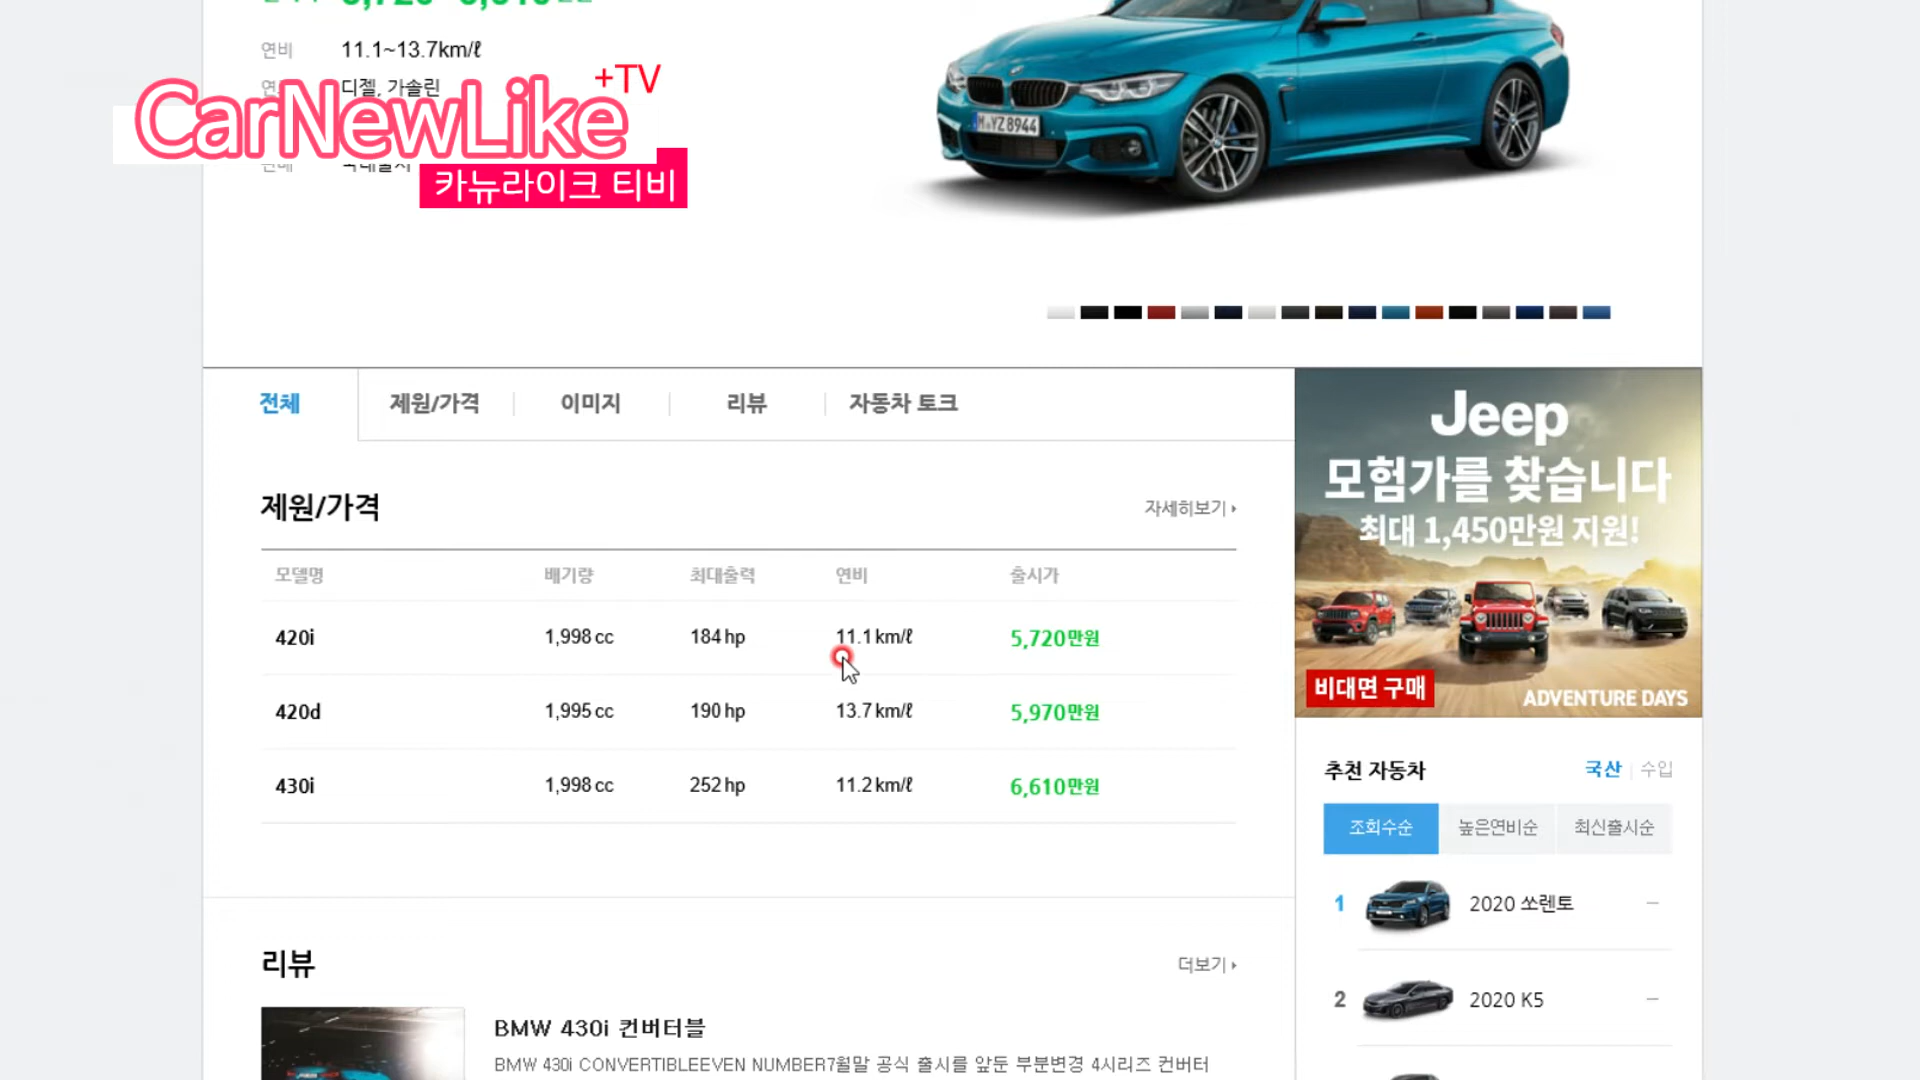 연비 11.1~13.7km/ℓ
디젤, 가솔린
CarNewLike +TV
카뉴라이크 티비
M·YZ 8944
전체 제원/가격 이미지 리뷰 자동차 토크
제원/가격 자세히보기
모델명 배기량 최대출력 연비 출시가
420i 1,998 cc 184 hp 11.1 km/ℓ 5,720만원
420d 1,995 cc 190 hp 13.7 km/ℓ 5,970만원
430i 1,998 cc 252 hp 11.2 km/ℓ 6,610만원
리뷰 더보기
BMW 430i 컨버터블
BMW 430i CONVERTIBLEEVEN NUMBER7월말 공식 출시를 앞둔 부분변경 4시리즈 컨버터
Jeep
모험가를 찾습니다
최대 1,450만원 지원!
비대면 구매
ADVENTURE DAYS
추천 자동차 국산 수입
조회수순 높은연비순 최신출시순
1 2020 쏘렌토 –
2 2020 K5 –